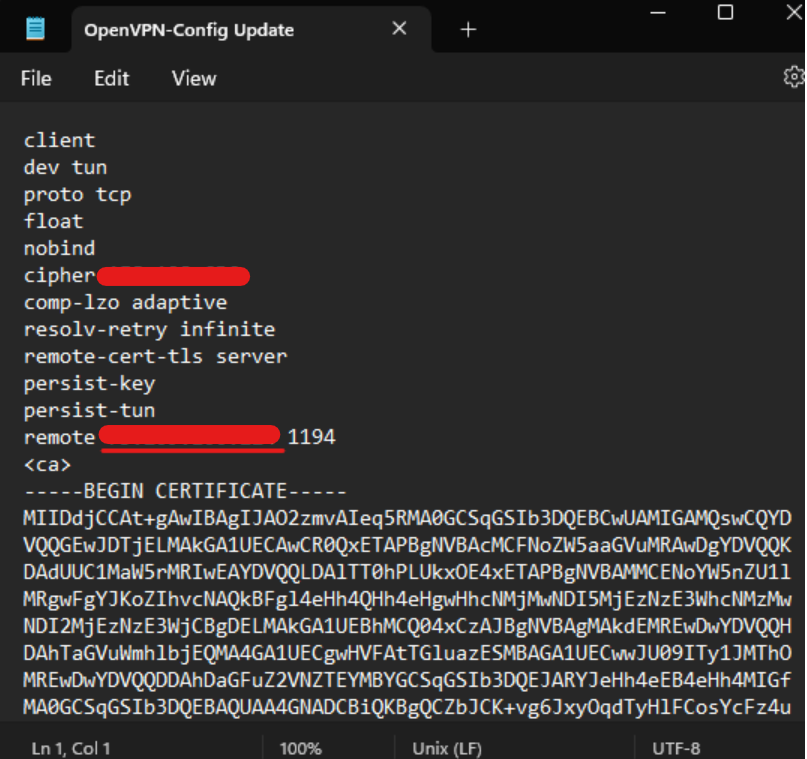 OpenVPN-Config Update
File Edit View
client
dev tun
proto tcp
float
nobind
cipher
comp-lzo adaptive
resolv-retry infinite
remote-cert-tls server
persist-key
persist-tun
remote 1194
<ca>
-----BEGIN CERTIFICATE-----
MIIDdjCCAt+gAwIBAgIJAO2zmvAIeq5RMA0GCSqGSIb3DQEBCwUAMIGAMQswCQYD
VQQGEwJDTjELMAkGA1UECAwCR0QxETAPBgNVBAcMCFNoZW5aaGVuMRAwDgYDVQQK
DAdUUC1MaW5rMRIwEAYDVQQLDAlTT0hPLUkxOE4xETAPBgNVBAMMCENoYW5nZU1l
MRgwFgYJKoZIhvcNAQkBFgl4eHh4QHh4eHgwHhcNMjMwNDI5MjEzNzE3WhcNMzMw
NDI2MjEzNzE3WjCBgDELMAkGA1UEBhMCQ04xCzAJBgNVBAgMAkdEMREwDwYDVQQH
DAhTaGVuWmhlbjEQMA4GA1UECgwHVFAtTGluazESMBAGA1UECwwJU09ITy1JMThO
MREwDwYDVQQDDAhDaGFuZ2VNZTEYMBYGCSqGSIb3DQEJARYJeHh4eEB4eHh4MIGf
MA0GCSqGSIb3DQEBAQUAA4GNADCBiQKBgQCZbJCK+vg6JxyOqdTyHlFCosYcFz4u
Ln 1, Col 1 100% Unix (LF) UTF-8